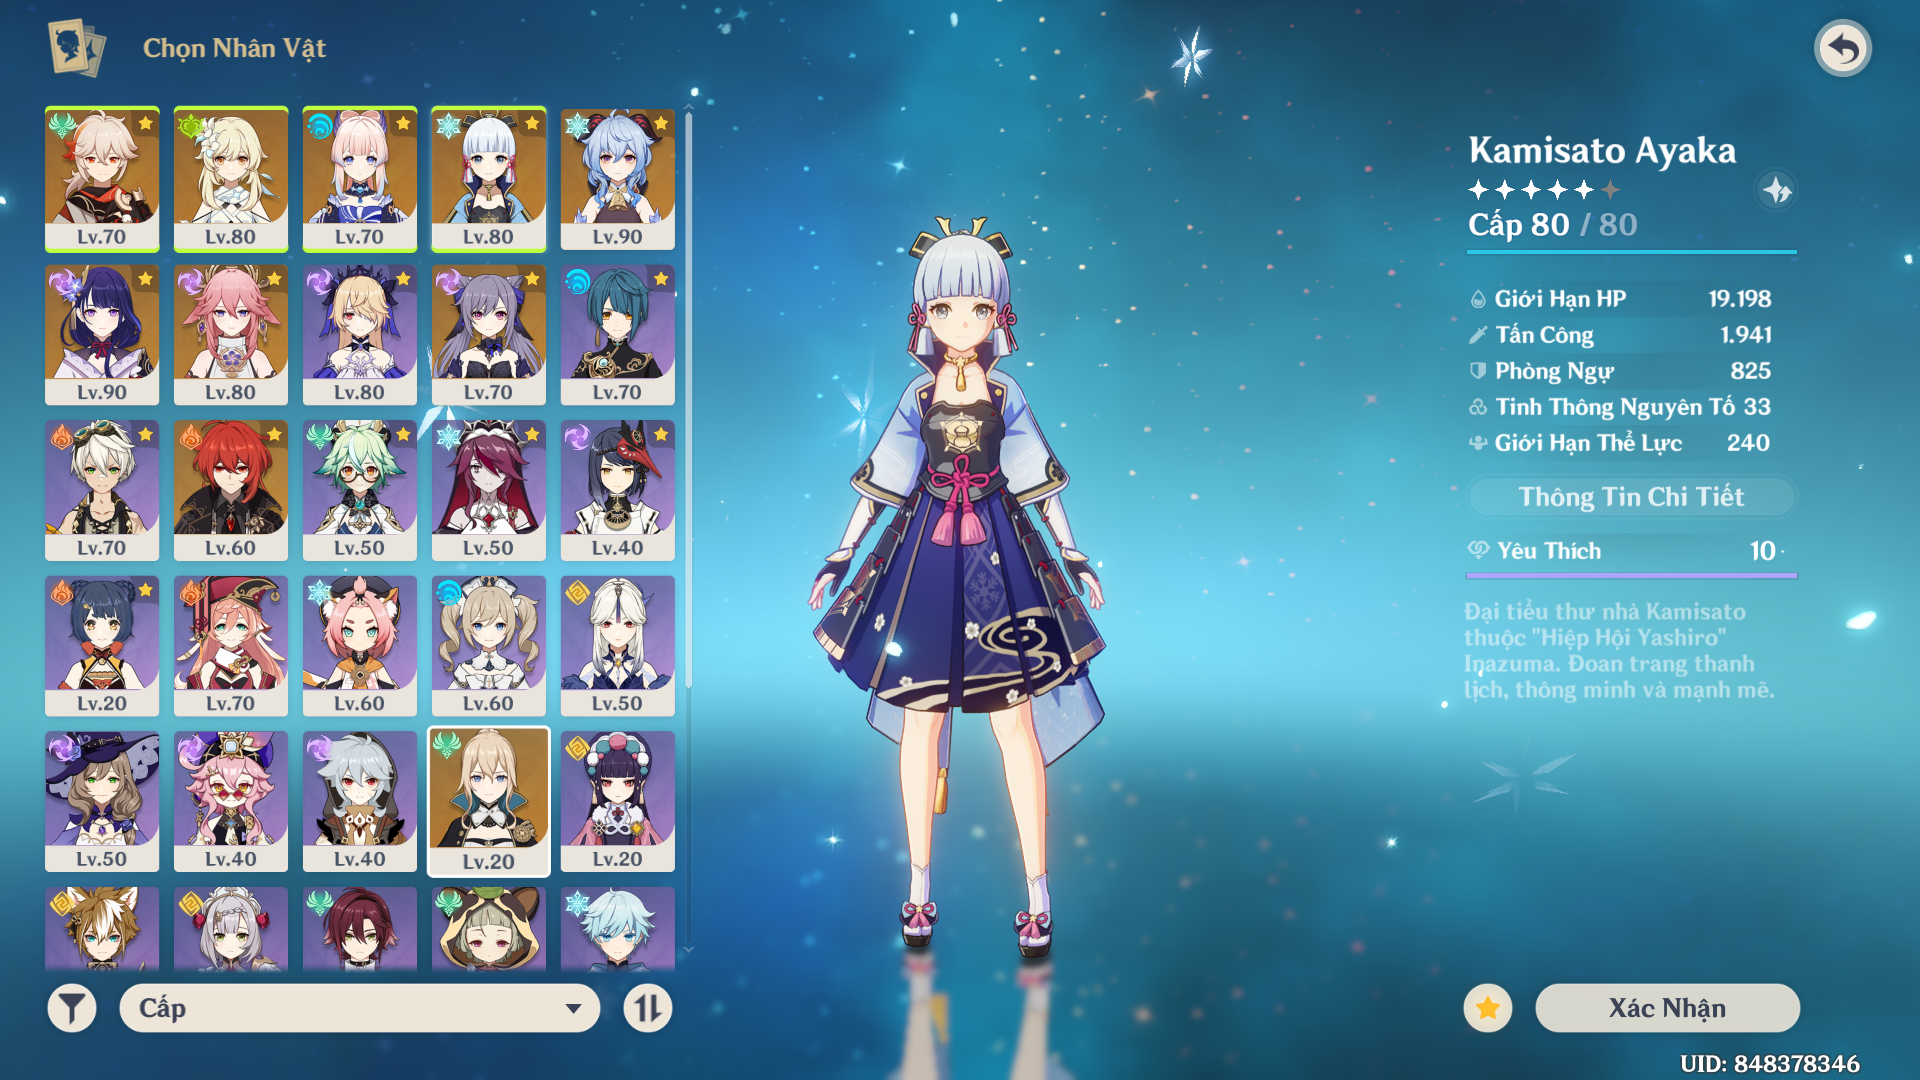 Chọn Nhân Vật
Lv.70
Lv.80
Lv.70
Lv.80
Lv.90
Lv.90
Lv.80
Lv.80
Lv.70
Lv.70
Lv.70
Lv.60
Lv.50
Lv.50
Lv.40
Lv.20
Lv.70
Lv.60
Lv.60
Lv.50
Lv.50
Lv.40
Lv.40
Lv.20
Lv.20
Cấp
Kamisato Ayaka
Cấp 80 / 80
Giới Hạn HP 19.198
Tấn Công 1.941
Phòng Ngự 825
Tinh Thông Nguyên Tố 33
Giới Hạn Thể Lực 240
Thông Tin Chi Tiết
Yêu Thích 10
Đại tiểu thư nhà Kamisato
thuộc "Hiệp Hội Yashiro"
Inazuma. Đoan trang thanh
lịch, thông minh và mạnh mẽ.
Xác Nhận
UID: 848378346